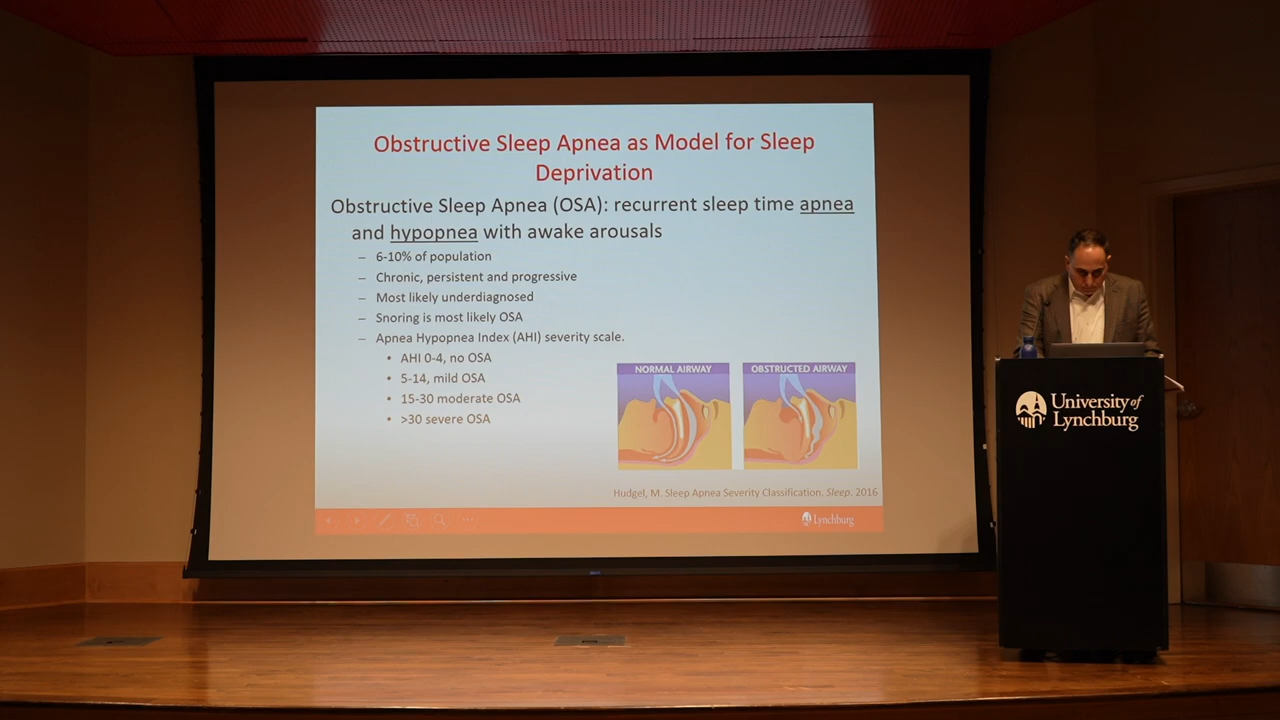 Obstructive Sleep Apnea as Model for Sleep
Deprivation
Obstructive Sleep Apnea (OSA): recurrent sleep time apnea
and hypopnea with awake arousals
– 6-10% of population
– Chronic, persistent and progressive
– Most likely underdiagnosed
– Snoring is most likely OSA
– Apnea Hypopnea Index (AHI) severity scale.
• AHI 0-4, no OSA
• 5-14, mild OSA
• 15-30 moderate OSA
• >30 severe OSA
NORMAL AIRWAY
OBSTRUCTED AIRWAY
Hudgel, M. Sleep Apnea Severity Classification. Sleep. 2016
Lynchburg
University of
Lynchburg